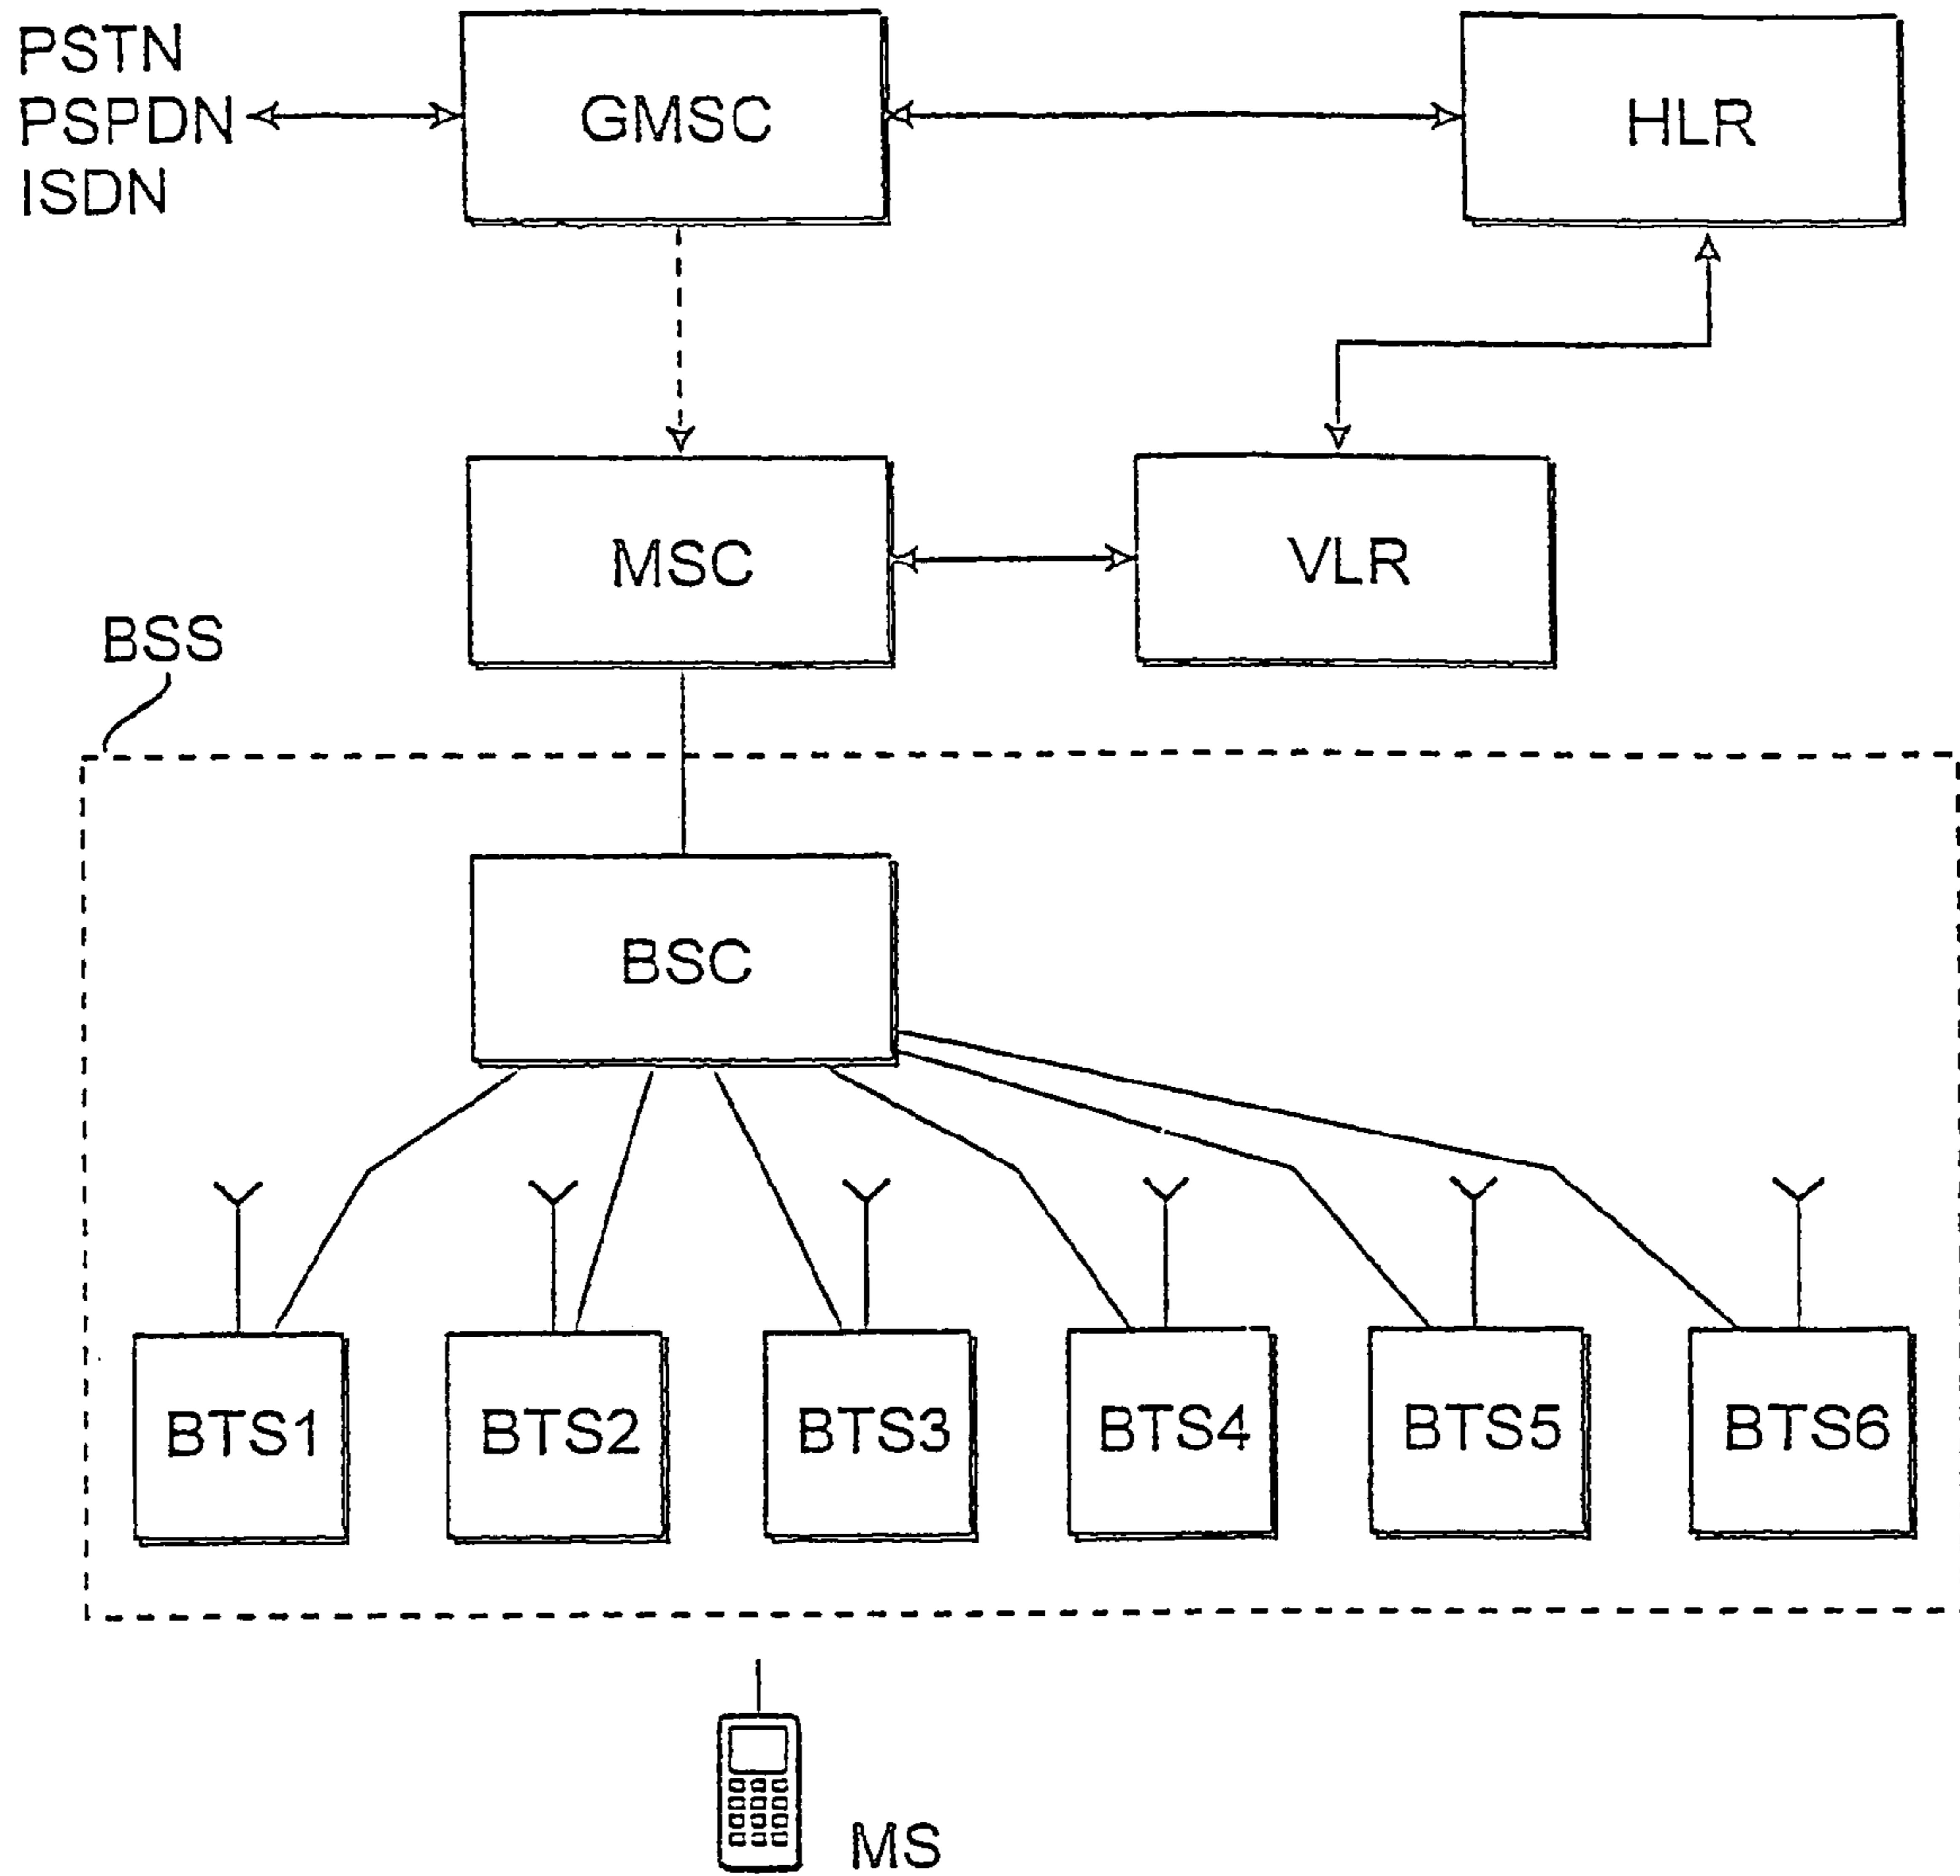 PSTN
PSPDN
ISDN
GMSC
HLR
MSC
VLR
BSS
BSC
BTS1
BTS2
BTS3
BTS4
BTS5
BTS6
MS